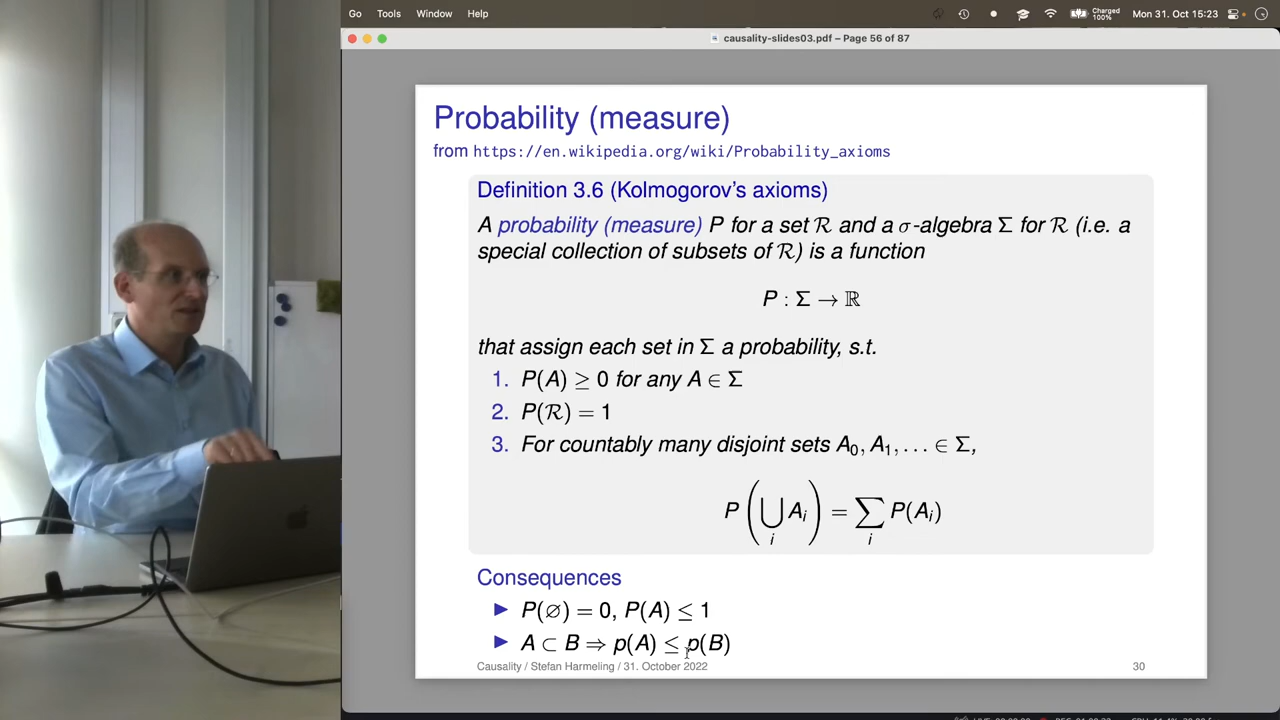 Go Tools Window Help Charged 100% Mon 31. Oct 15:23
causality-slides03.pdf – Page 56 of 87
Probability (measure)
from https://en.wikipedia.org/wiki/Probability_axioms
Definition 3.6 (Kolmogorov's axioms)
A probability (measure) P for a set ℛ and a σ-algebra Σ for ℛ (i.e. a
special collection of subsets of ℛ) is a function
P : Σ → ℝ
that assign each set in Σ a probability, s.t.
1. P(A) ≥ 0 for any A ∈ Σ
2. P(ℛ) = 1
3. For countably many disjoint sets A₀, A₁, … ∈ Σ,
P(⋃ᵢ Aᵢ) = ∑ᵢ P(Aᵢ)
Consequences
▶ P(∅) = 0, P(A) ≤ 1
▶ A ⊂ B ⇒ p(A) ≤ p(B)
Causality / Stefan Harmeling / 31. October 2022 30